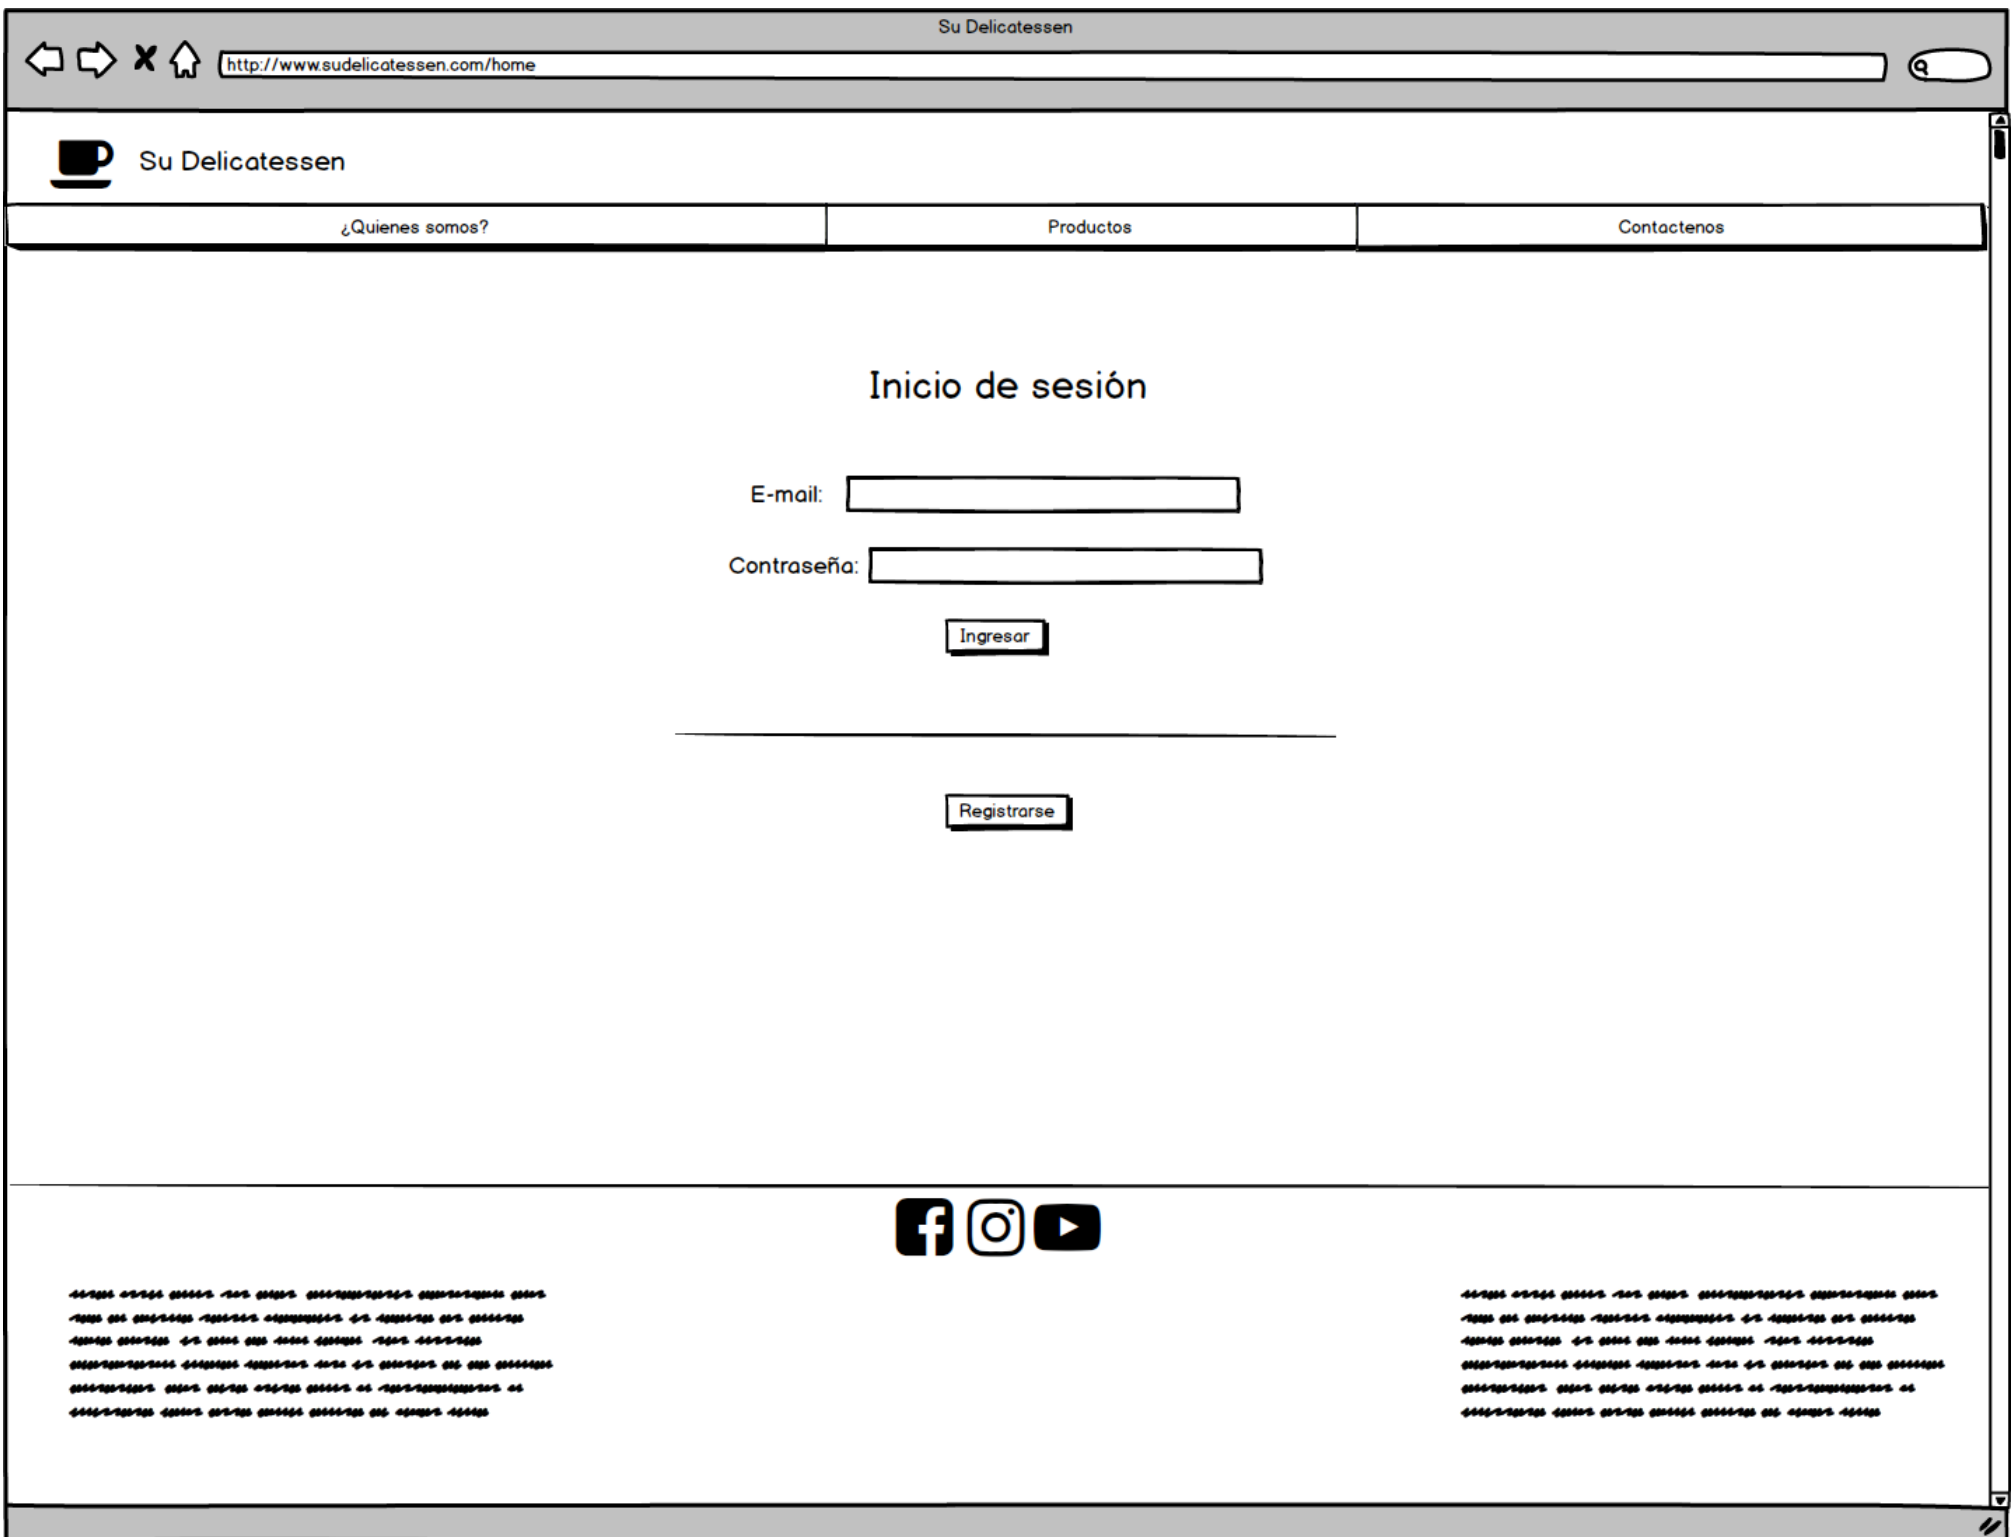 Su Delicatessen
http://www.sudelicatessen.com/home
Su Delicatessen
¿Quienes somos?
Productos
Contactenos
Inicio de sesión
E-mail:
Contraseña:
Ingresar
Registrarse